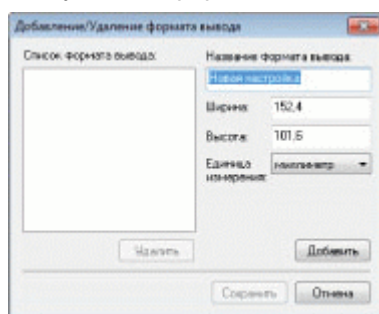 Добавление/Удаление формата вывода
Список формата вывода:
Название формата вывода:
Новая настройка
Ширина: 152,4
Высота: 101,6
Единица измерения: миллиметр
Удалить
Добавить
Сохранить
Отмена